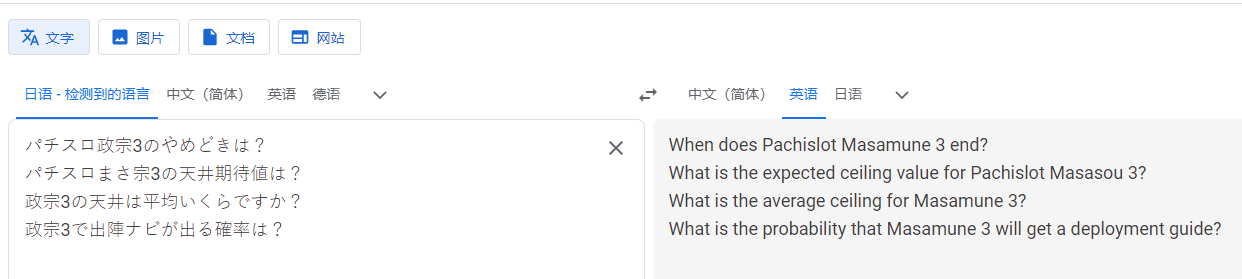 文字 图片 文档 网站
日语 - 检测到的语言 中文（简体） 英语 德语 中文（简体） 英语 日语
パチスロ政宗3のやめどきは？
パチスロまさ宗3の天井期待値は？
政宗3の天井は平均いくらですか？
政宗3で出陣ナビが出る確率は？
When does Pachislot Masamune 3 end?
What is the expected ceiling value for Pachislot Masasou 3?
What is the average ceiling for Masamune 3?
What is the probability that Masamune 3 will get a deployment guide?